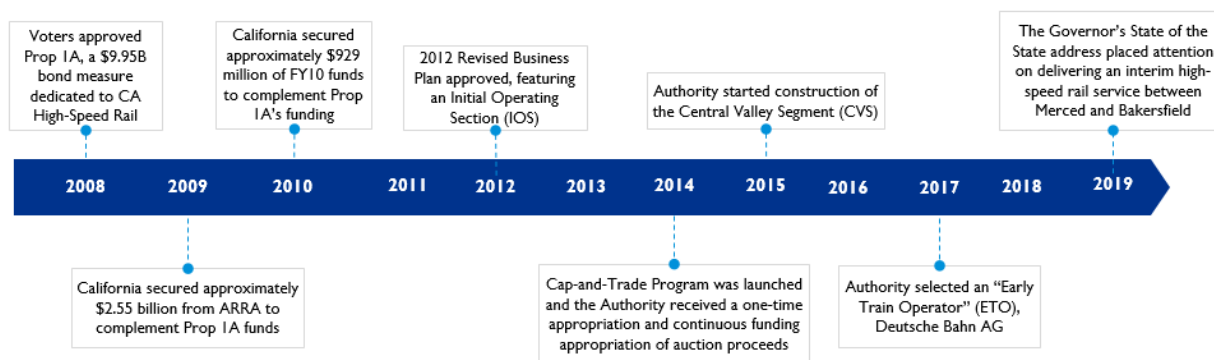 Voters approved
Prop 1A, a $9.95B
bond measure
dedicated to CA
High-Speed Rail
California secured
approximately $929
million of FY10 funds
to complement Prop
1A's funding
2012 Revised Business
Plan approved, featuring
an Initial Operating
Section (IOS)
Authority started construction of
the Central Valley Segment (CVS)
The Governor's State of the
State address placed attention
on delivering an interim high-
speed rail service between
Merced and Bakersfield
2008 2009 2010 2011 2012 2013 2014 2015 2016 2017 2018 2019
California secured approximately
$2.55 billion from ARRA to
complement Prop 1A funds
Cap-and-Trade Program was launched
and the Authority received a one-time
appropriation and continuous funding
appropriation of auction proceeds
Authority selected an “Early
Train Operator” (ETO),
Deutsche Bahn AG